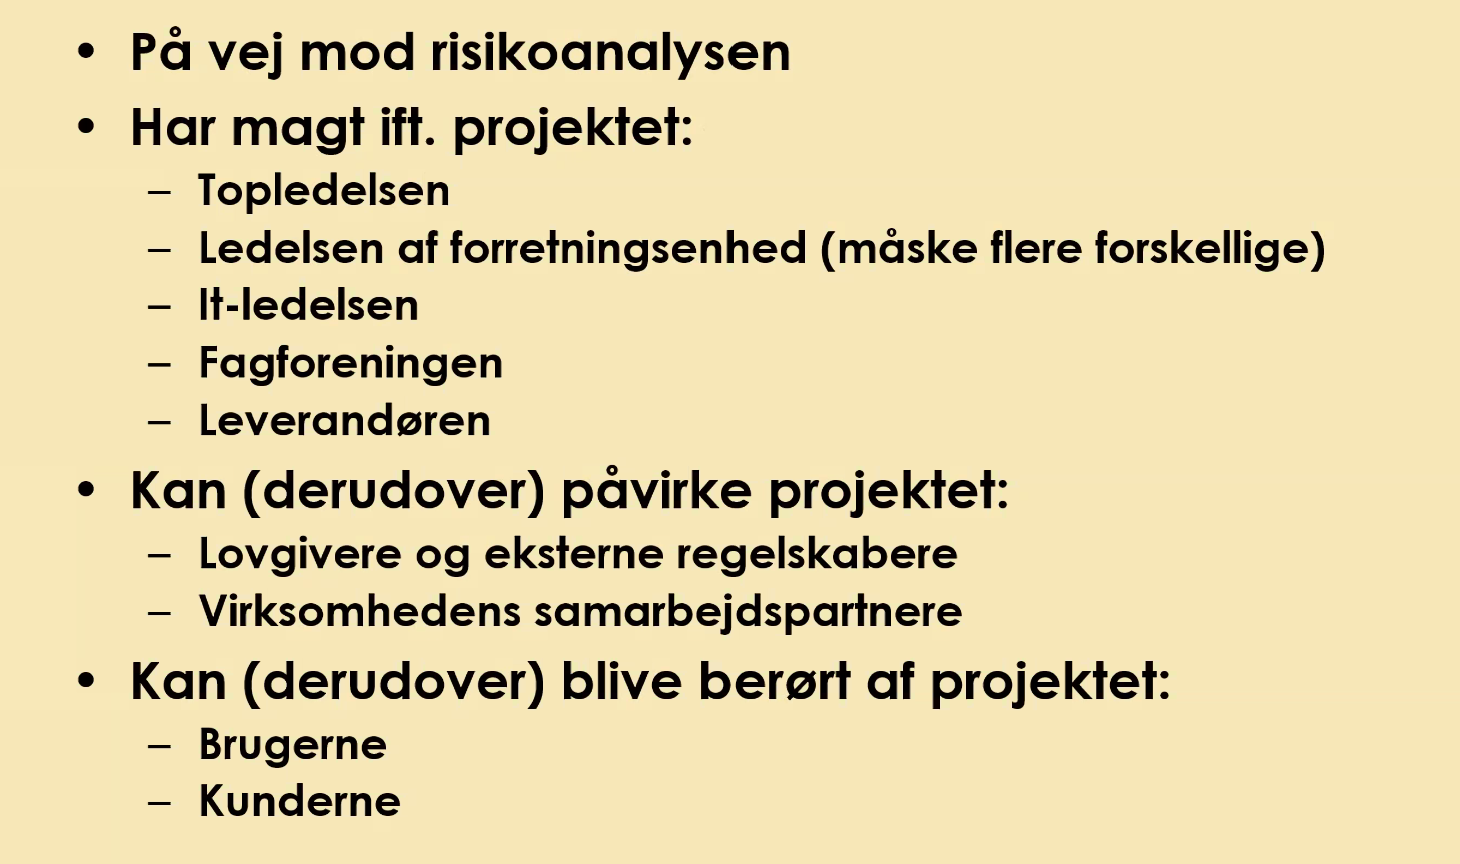 • På vej mod risikoanalysen
• Har magt ift. projektet:
– Topledelsen
– Ledelsen af forretningsenhed (måske flere forskellige)
– It-ledelsen
– Fagforeningen
– Leverandøren
• Kan (derudover) påvirke projektet:
– Lovgivere og eksterne regelskabere
– Virksomhedens samarbejdspartnere
• Kan (derudover) blive berørt af projektet:
– Brugerne
– Kunderne